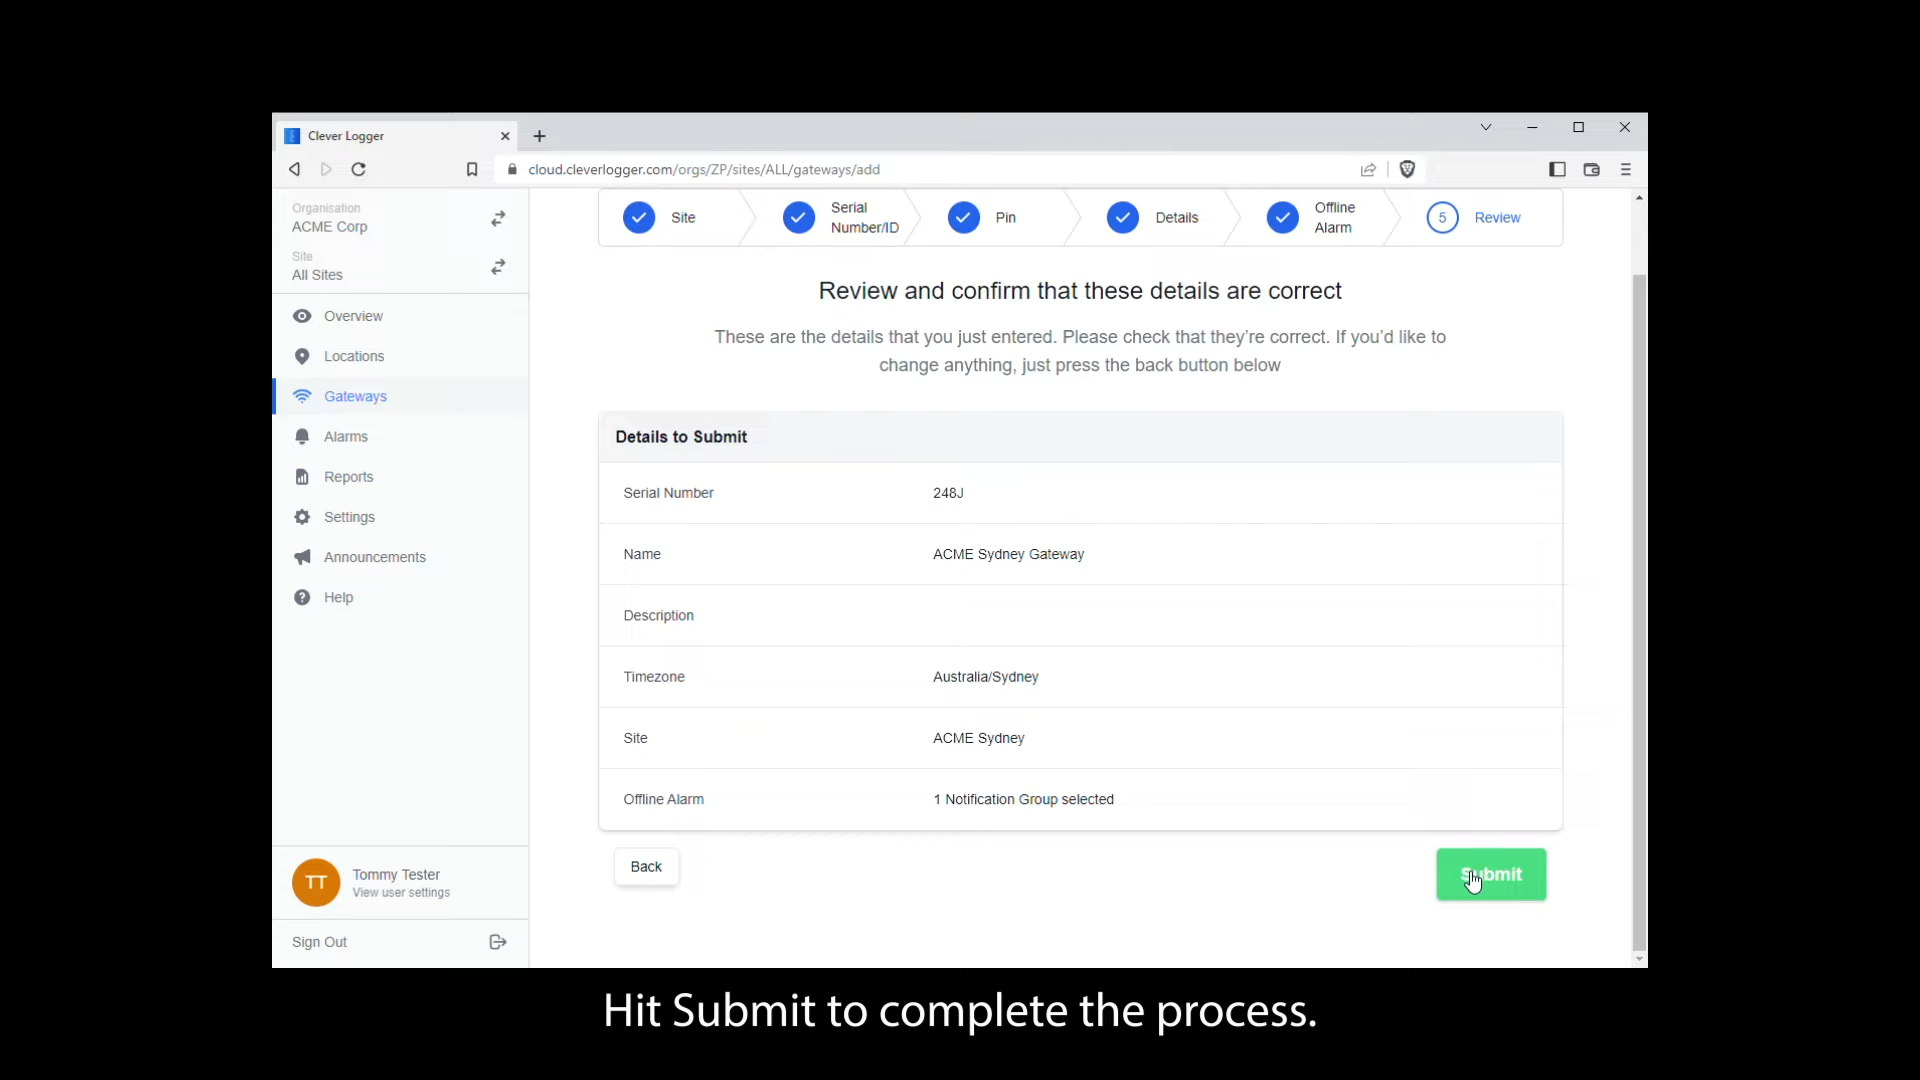 Clever Logger
cloud.cleverlogger.com/orgs/ZP/sites/ALL/gateways/add
Organisation
ACME Corp
Site
All Sites
Overview
Locations
Gateways
Alarms
Reports
Settings
Announcements
Help
TT
Tommy Tester
View user settings
Sign Out
Site
Serial
Number/ID
Pin
Details
Offline
Alarm
5 Review
Review and confirm that these details are correct
These are the details that you just entered. Please check that they’re correct. If you’d like to
change anything, just press the back button below
Details to Submit
Serial Number 248J
Name ACME Sydney Gateway
Description
Timezone Australia/Sydney
Site ACME Sydney
Offline Alarm 1 Notification Group selected
Back
Submit
Hit Submit to complete the process.